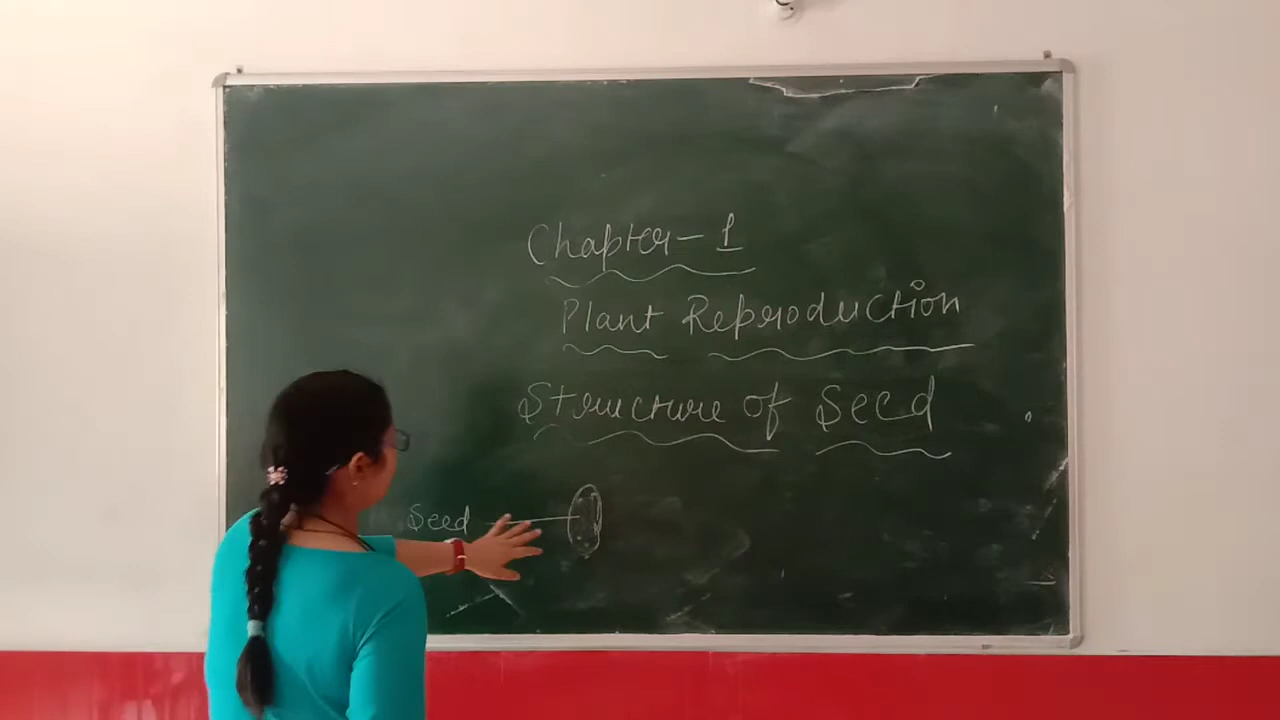 Chapter - 1
Plant Reproduction
Structure of Seed
Seed